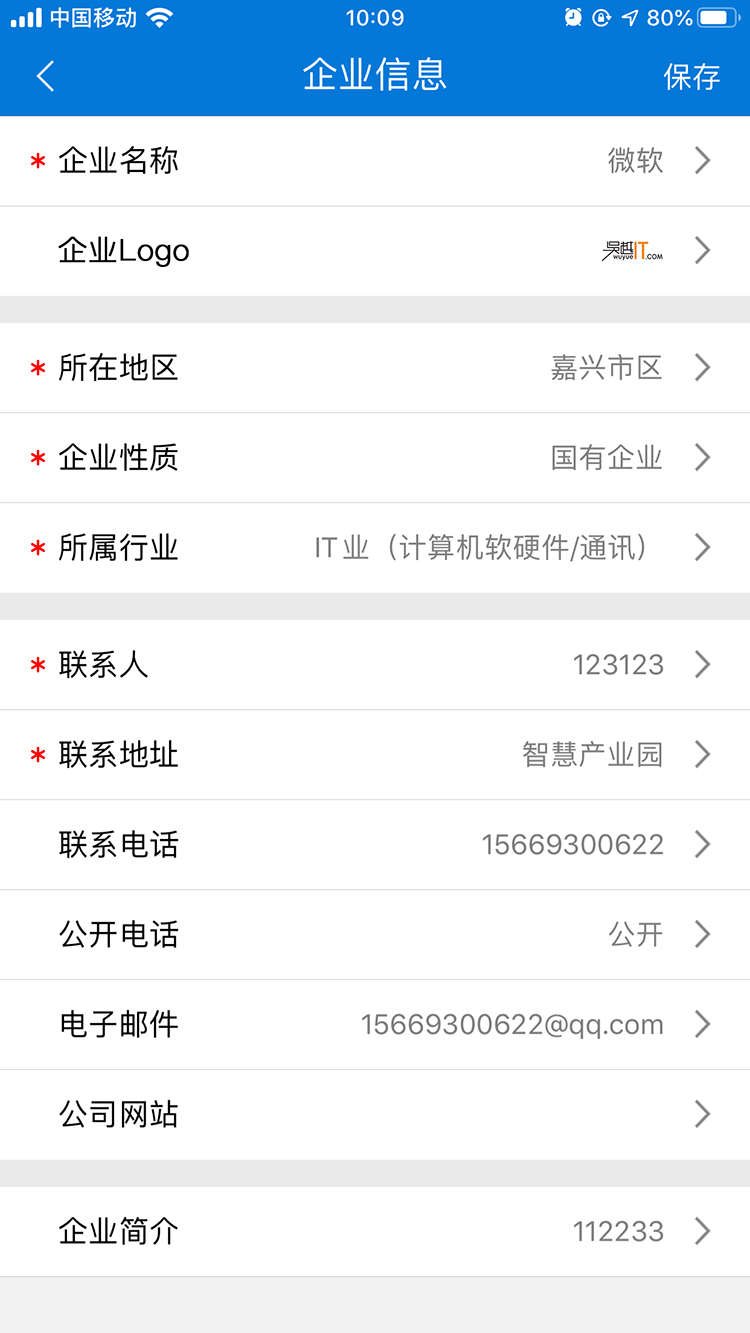 中国移动 10:09 80%
企业信息 保存
* 企业名称 微软
企业Logo 吴越IT.COM wuyue
* 所在地区 嘉兴市区
* 企业性质 国有企业
* 所属行业 IT业（计算机软硬件/通讯）
* 联系人 123123
* 联系地址 智慧产业园
联系电话 15669300622
公开电话 公开
电子邮件 15669300622@qq.com
公司网站
企业简介 112233